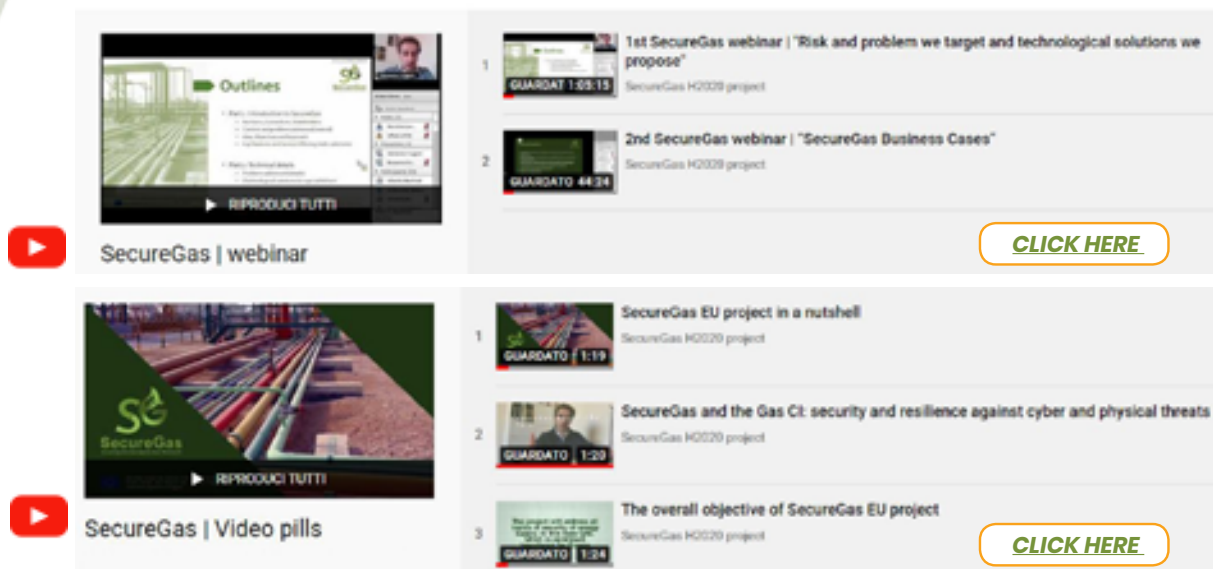 Outlines
RIPRODUCI TUTTI
SecureGas | webinar
1
GUARDAT 1:05:15
1st SecureGas webinar | "Risk and problem we target and technological solutions we
propose"
SecureGas H2020 project
2
GUARDATO 44:24
2nd SecureGas webinar | "SecureGas Business Cases"
SecureGas H2020 project
CLICK HERE
SG
SecureGas
RIPRODUCI TUTTI
SecureGas | Video pills
1
GUARDATO 1:19
SecureGas EU project in a nutshell
SecureGas H2020 project
2
GUARDATO 1:20
SecureGas and the Gas CI: security and resilience against cyber and physical threats
SecureGas H2020 project
3
GUARDATO 1:24
The overall objective of SecureGas EU project
SecureGas H2020 project
CLICK HERE